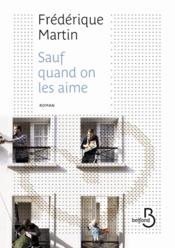 Frédérique
Martin
Sauf
quand on
les aime
ROMAN
belfond